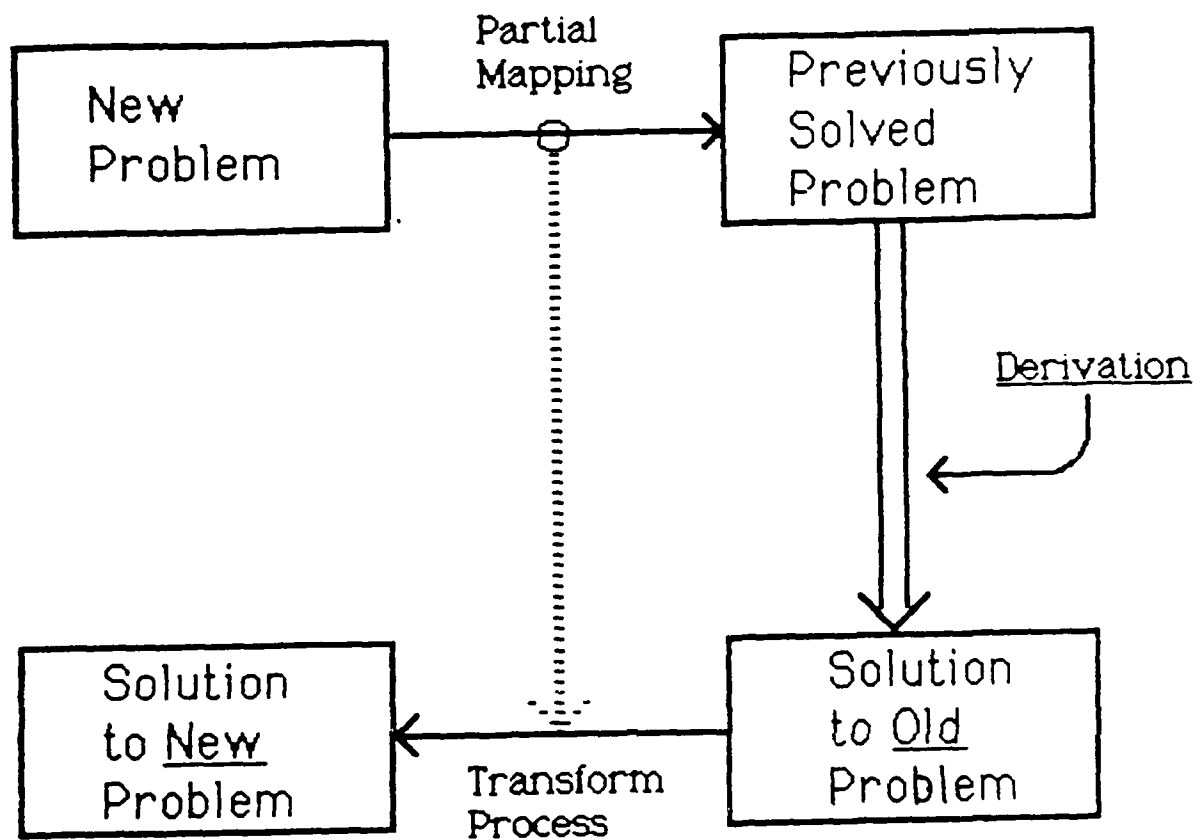 Partial
Mapping
New
Problem
Previously
Solved
Problem
Derivation
Solution
to New
Problem
Transform
Process
Solution
to Old
Problem